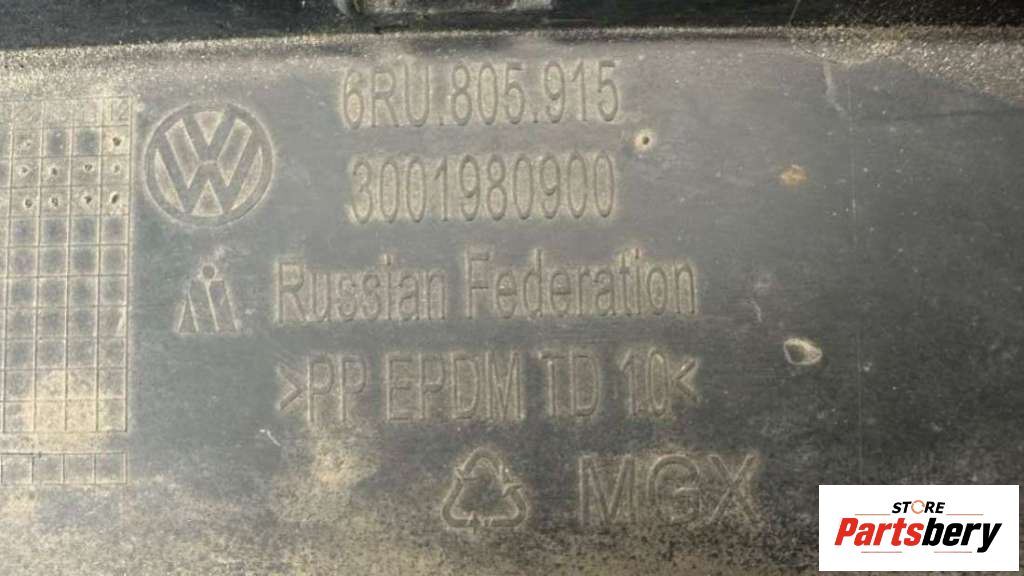 6RU.805.915
3001980900
Russian Federation
>PP EPDM TD 10<
MGX
STORE
Partsbery